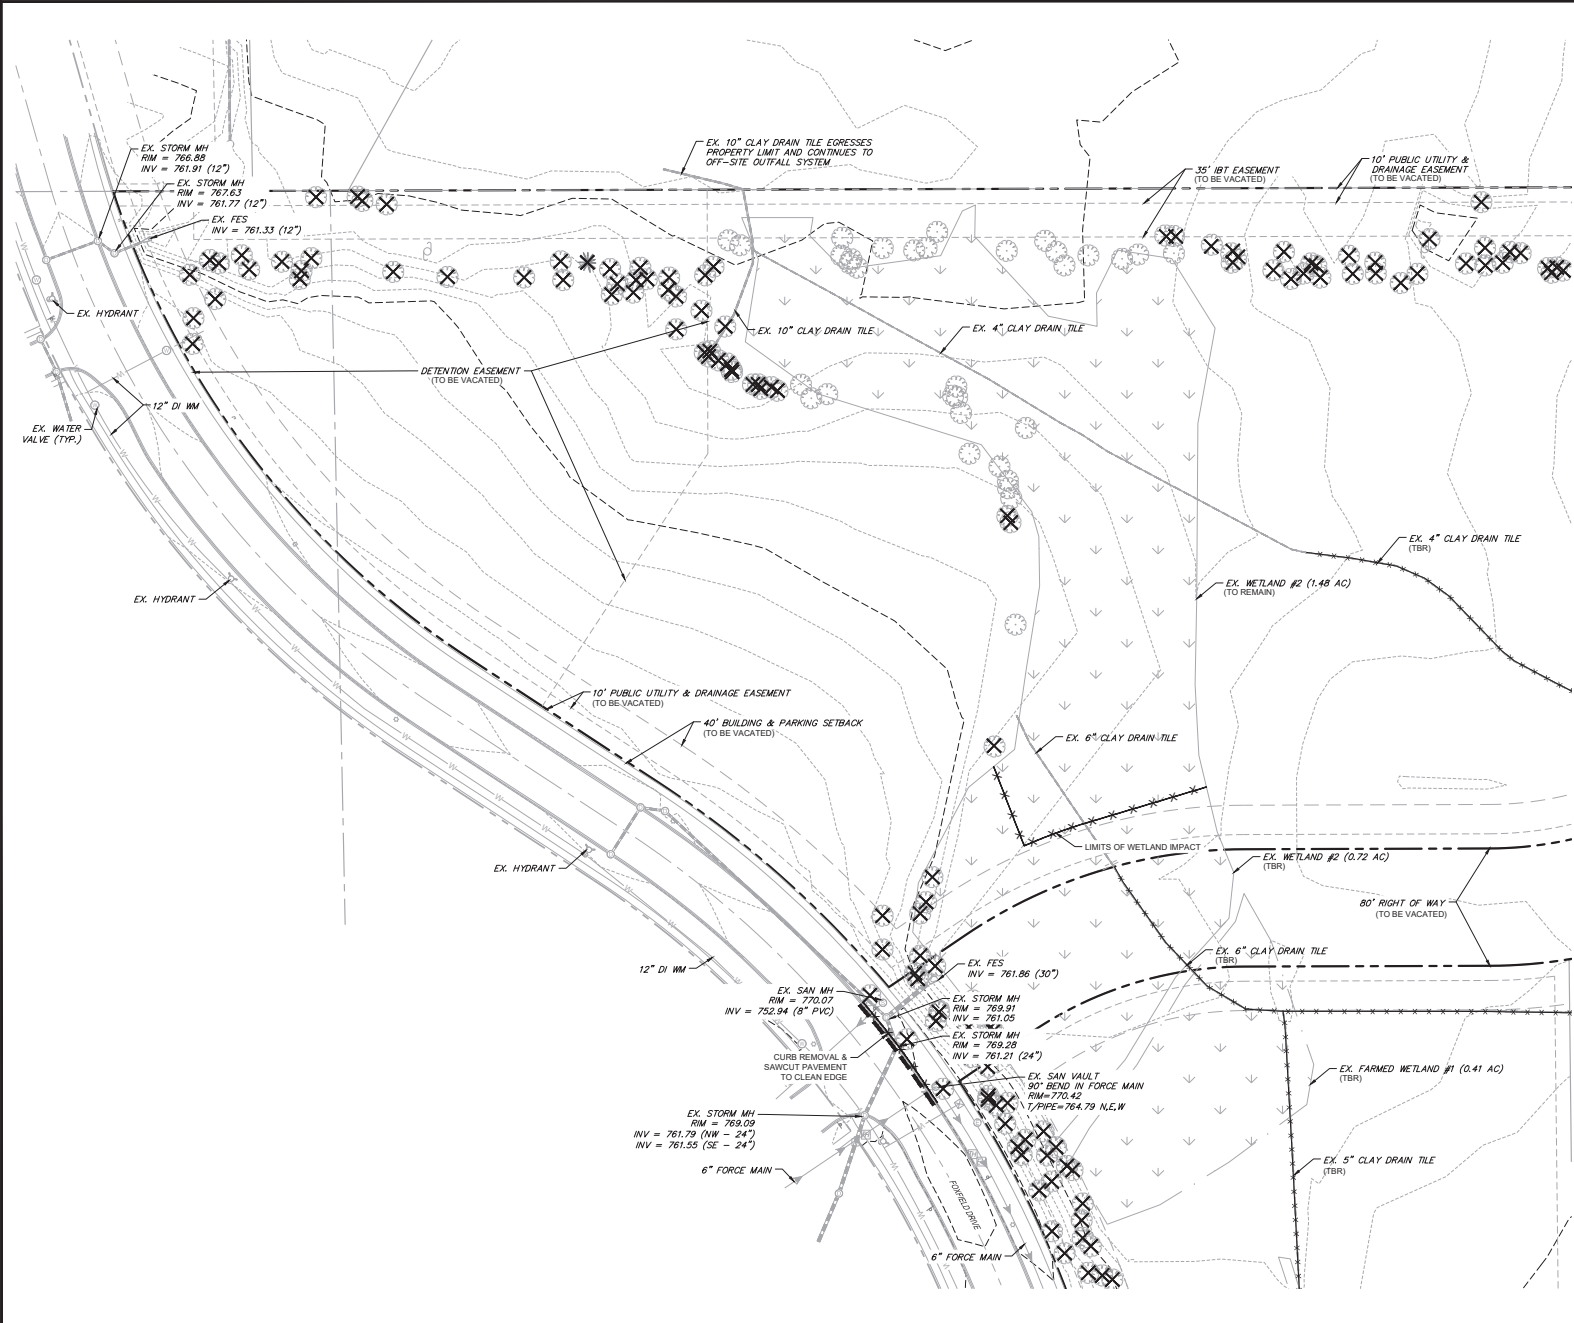 EX. STORM MH
RIM = 766.88
INV = 761.91 (12")
EX. STORM MH
RIM = 767.63
INV = 761.77 (12")
EX. FES
INV = 761.33 (12")
EX. 10" CLAY DRAIN TILE EGRESSES
PROPERTY LIMIT AND CONTINUES TO
OFF-SITE OUTFALL SYSTEM
35' IBT EASEMENT
(TO BE VACATED)
10' PUBLIC UTILITY &
DRAINAGE EASEMENT
(TO BE VACATED)
EX. HYDRANT
EX. 10" CLAY DRAIN TILE
EX. 4" CLAY DRAIN TILE
DETENTION EASEMENT
(TO BE VACATED)
12" DI WM
EX. WATER
VALVE (TYP.)
EX. 4" CLAY DRAIN TILE
(TBR)
EX. WETLAND #2 (1.48 AC)
(TO REMAIN)
EX. HYDRANT
10' PUBLIC UTILITY & DRAINAGE EASEMENT
(TO BE VACATED)
40' BUILDING & PARKING SETBACK
(TO BE VACATED)
EX. 6" CLAY DRAIN TILE
LIMITS OF WETLAND IMPACT
EX. WETLAND #2 (0.72 AC)
(TBR)
EX. HYDRANT
80' RIGHT OF WAY
(TO BE VACATED)
EX. 6" CLAY DRAIN TILE
(TBR)
12" DI WM
EX. FES
INV = 761.86 (30")
EX. SAN MH
RIM = 770.07
INV = 752.94 (8" PVC)
EX. STORM MH
RIM = 769.91
INV = 761.05
EX. STORM MH
RIM = 769.28
INV = 761.21 (24")
CURB REMOVAL &
SAWCUT PAVEMENT
TO CLEAN EDGE
EX. SAN VAULT
90° BEND IN FORCE MAIN
RIM=770.42
T/PIPE=764.79 N,E,W
EX. FARMED WETLAND #1 (0.41 AC)
(TBR)
EX. STORM MH
RIM = 769.09
INV = 761.79 (NW - 24")
INV = 761.55 (SE - 24")
6" FORCE MAIN
EX. 5" CLAY DRAIN TILE
(TBR)
FOXFIELD DRIVE
6" FORCE MAIN
W
W
W
W
W
W
W
W
W
W
W
W